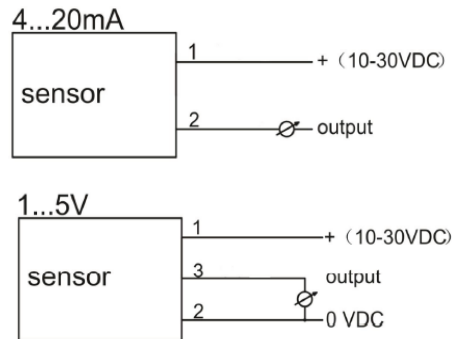 4...20mA
1
+（10-30VDC）
sensor
2
output
1...5V
1
+（10-30VDC）
sensor
3
output
2
0 VDC